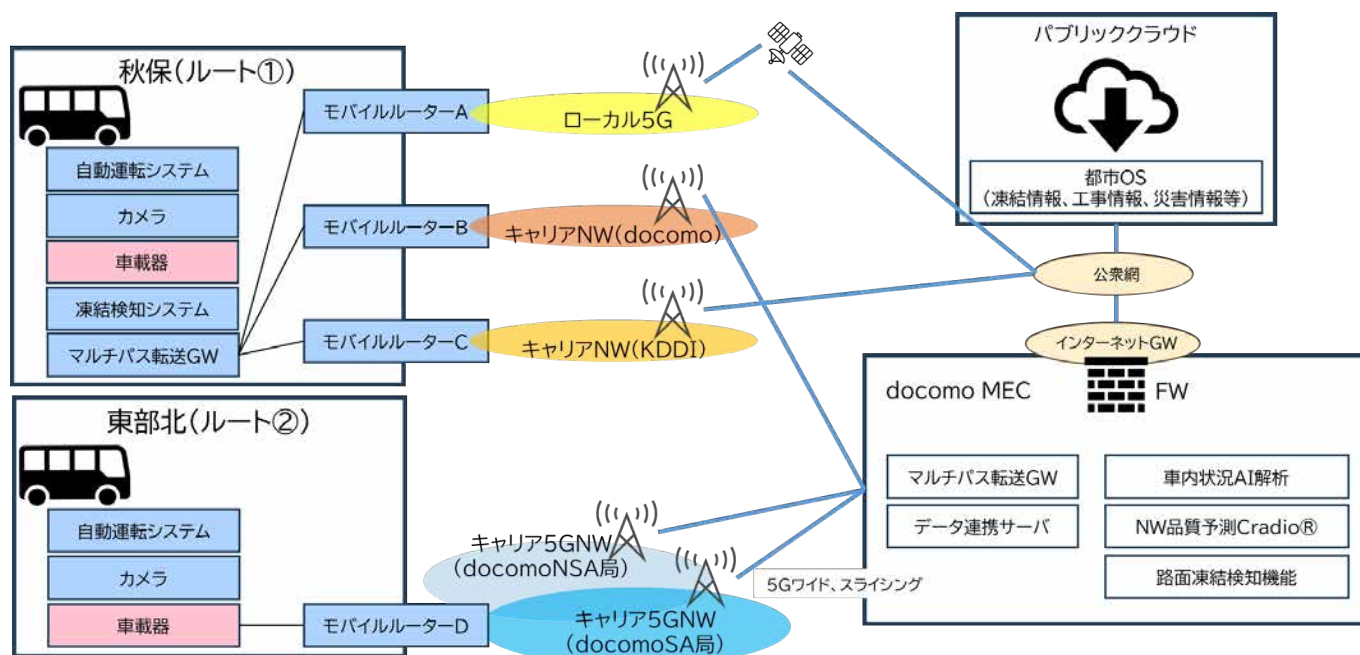 秋保(ルート①)
自動運転システム
カメラ
車載器
凍結検知システム
マルチパス転送GW
モバイルルーターA
モバイルルーターB
モバイルルーターC
ローカル5G
キャリアNW(docomo)
キャリアNW(KDDI)
パブリッククラウド
都市OS
(凍結情報、工事情報、災害情報等)
公衆網
インターネットGW
docomo MEC
FW
マルチパス転送GW
車内状況AI解析
データ連携サーバ
NW品質予測Cradio®
路面凍結検知機能
東部北(ルート②)
自動運転システム
カメラ
車載器
モバイルルーターD
キャリア5GNW
(docomoNSA局)
キャリア5GNW
(docomoSA局)
5Gワイド、スライシング